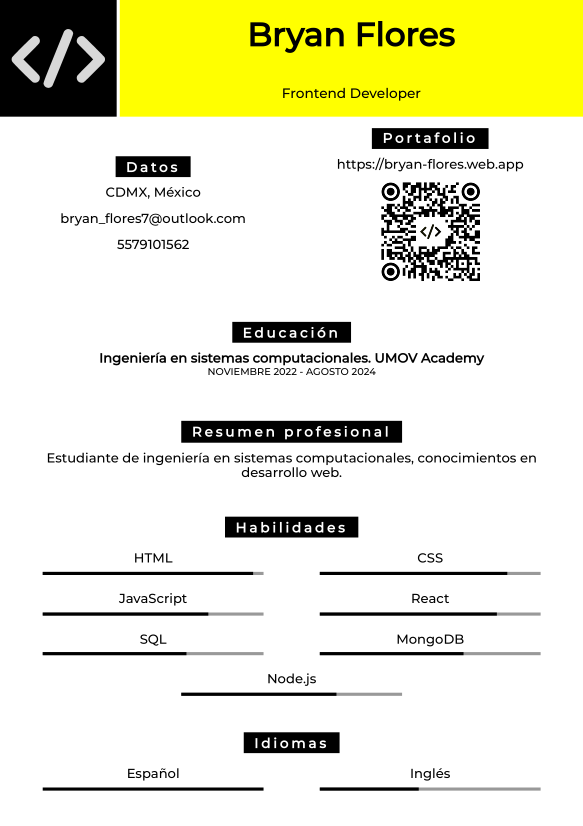 </>
Bryan Flores
Frontend Developer
Datos
CDMX, México
bryan_flores7@outlook.com
5579101562
Portafolio
https://bryan-flores.web.app
</>
Educación
Ingeniería en sistemas computacionales. UMOV Academy
NOVIEMBRE 2022 - AGOSTO 2024
Resumen profesional
Estudiante de ingeniería en sistemas computacionales, conocimientos en
desarrollo web.
Habilidades
HTML
CSS
JavaScript
React
SQL
MongoDB
Node.js
Idiomas
Español
Inglés